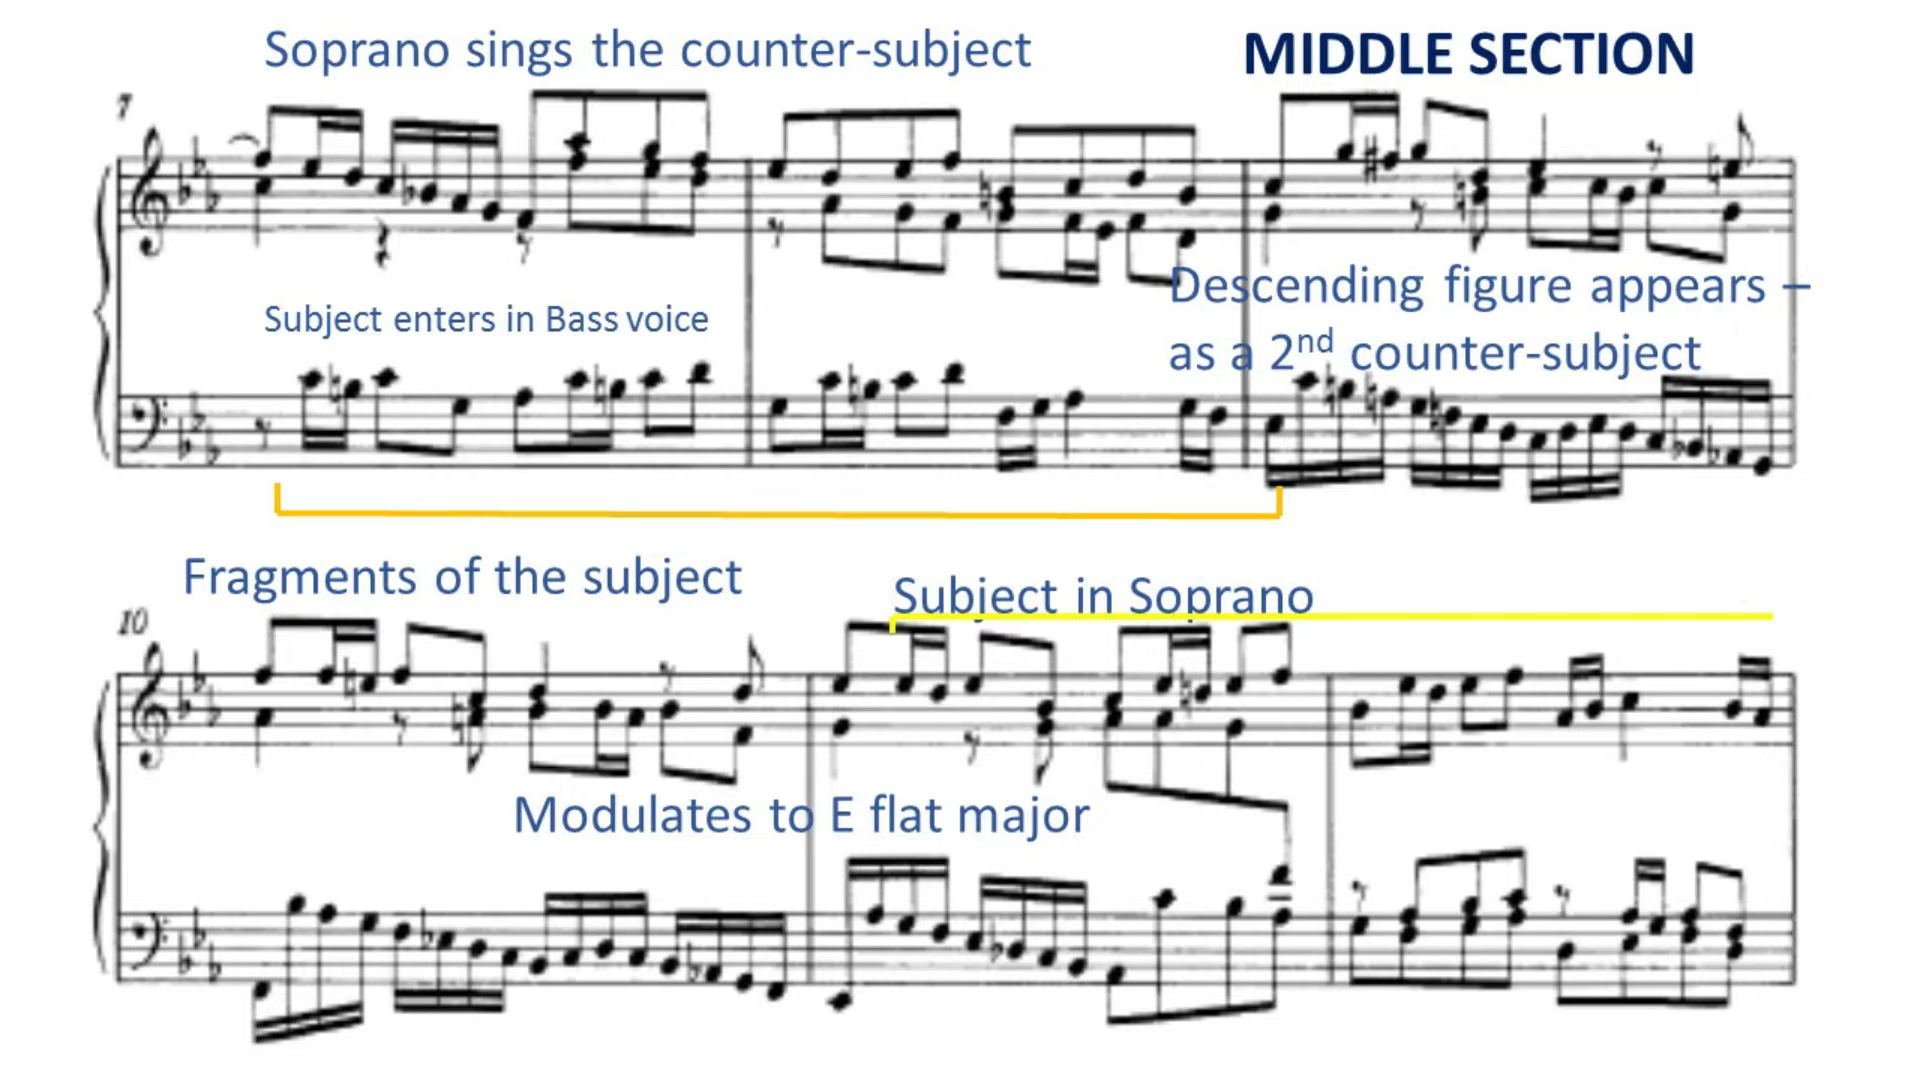 Soprano sings the counter-subject
MIDDLE SECTION
7
Descending figure appears –
as a 2nd counter-subject
Subject enters in Bass voice
Fragments of the subject
Subject in Soprano
10
Modulates to E flat major